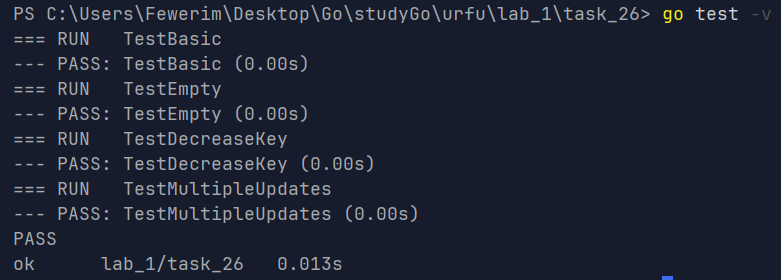 PS C:\Users\Fewerim\Desktop\Go\studyGo\urfu\lab_1\task_26> go test -v
=== RUN   TestBasic
--- PASS: TestBasic (0.00s)
=== RUN   TestEmpty
--- PASS: TestEmpty (0.00s)
=== RUN   TestDecreaseKey
--- PASS: TestDecreaseKey (0.00s)
=== RUN   TestMultipleUpdates
--- PASS: TestMultipleUpdates (0.00s)
PASS
ok      lab_1/task_26   0.013s